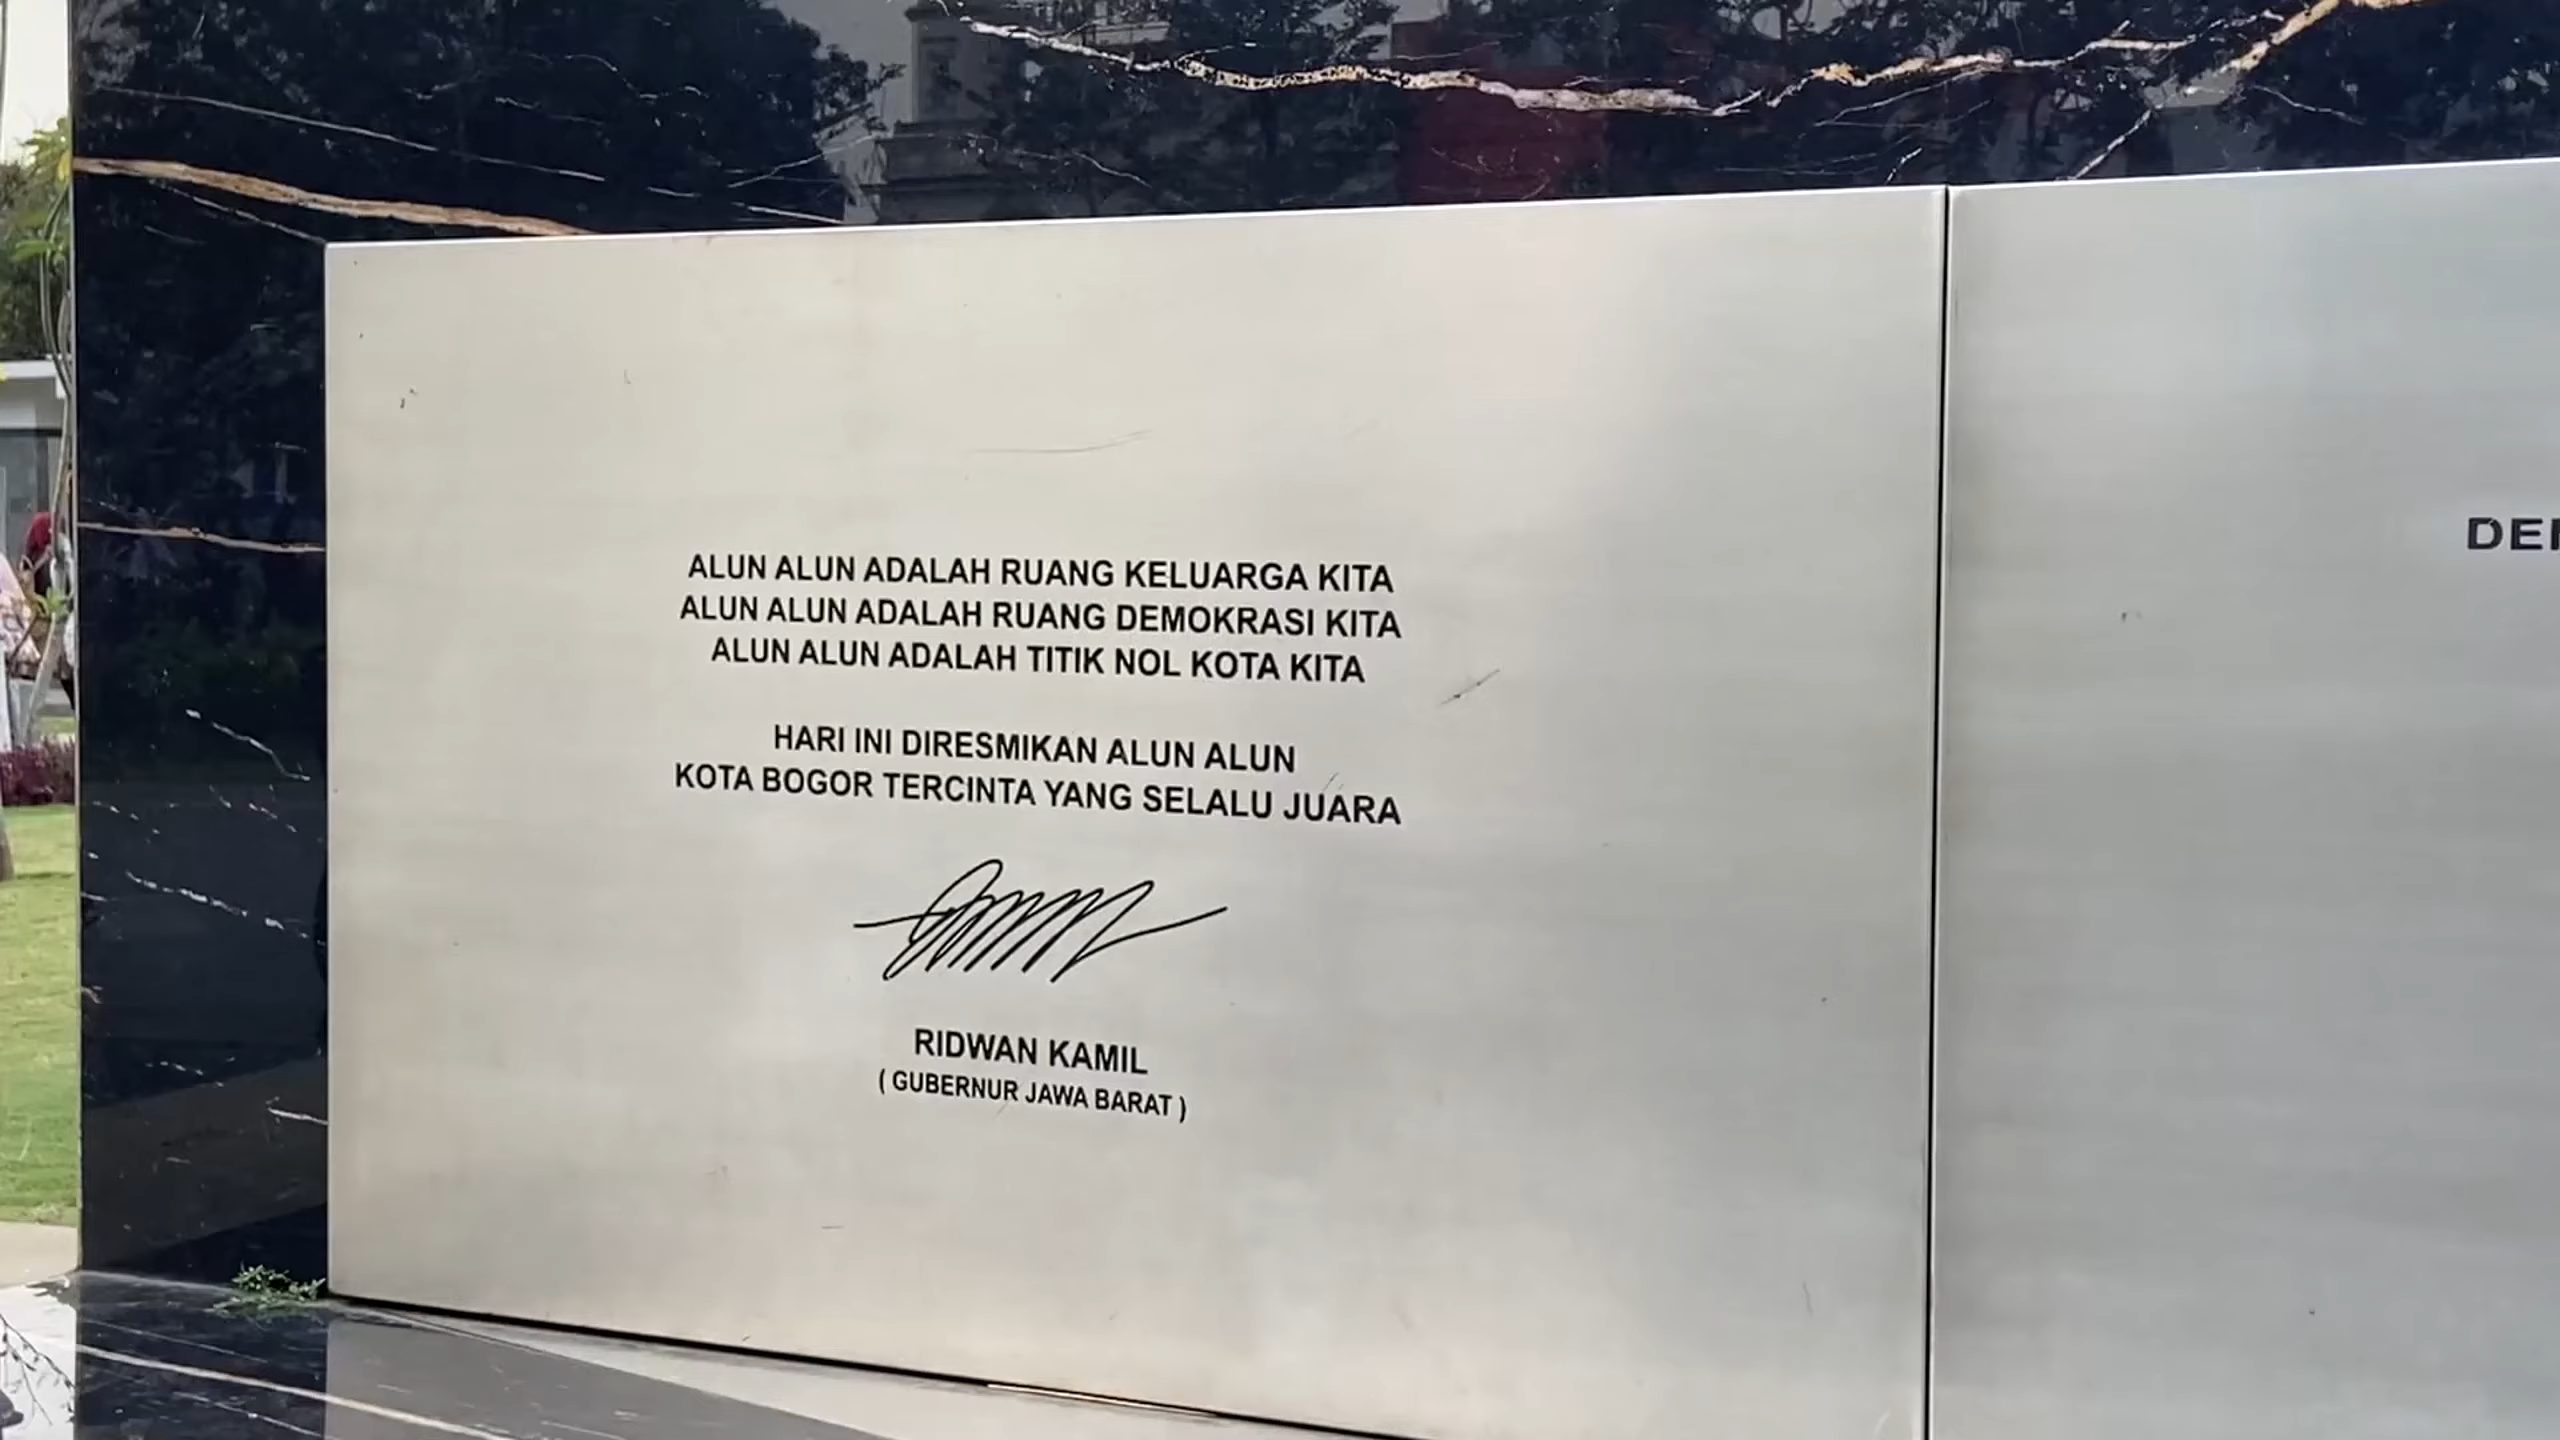 ALUN ALUN ADALAH RUANG KELUARGA KITA
ALUN ALUN ADALAH RUANG DEMOKRASI KITA
ALUN ALUN ADALAH TITIK NOL KOTA KITA
HARI INI DIRESMIKAN ALUN ALUN
KOTA BOGOR TERCINTA YANG SELALU JUARA
RIDWAN KAMIL
( GUBERNUR JAWA BARAT )